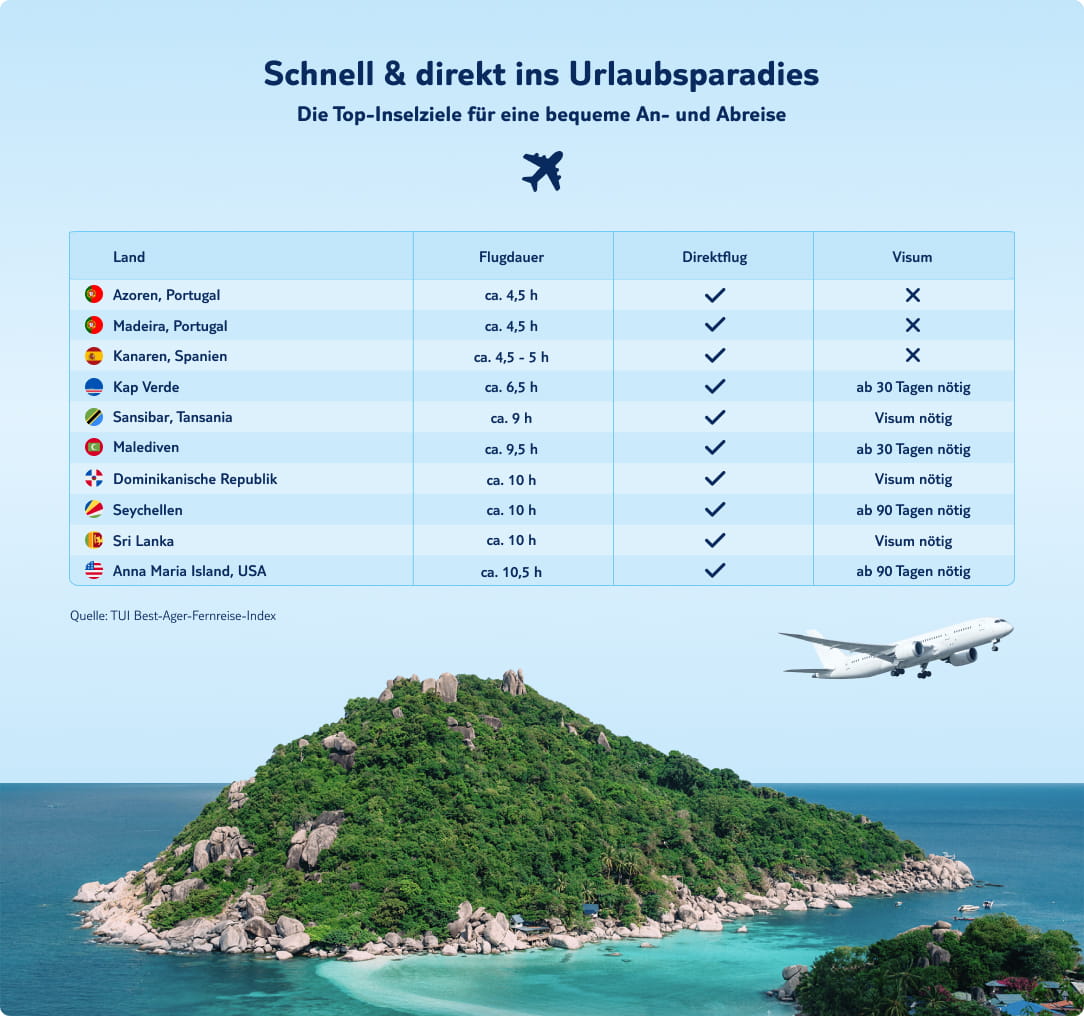 Schnell & direkt ins Urlaubsparadies
Die Top-Inselziele für eine bequeme An- und Abreise
Land Flugdauer Direktflug Visum
Azoren, Portugal ca. 4,5 h
Madeira, Portugal ca. 4,5 h
Kanaren, Spanien ca. 4,5 - 5 h
Kap Verde ca. 6,5 h ab 30 Tagen nötig
Sansibar, Tansania ca. 9 h Visum nötig
Malediven ca. 9,5 h ab 30 Tagen nötig
Dominikanische Republik ca. 10 h Visum nötig
Seychellen ca. 10 h ab 90 Tagen nötig
Sri Lanka ca. 10 h Visum nötig
Anna Maria Island, USA ca. 10,5 h ab 90 Tagen nötig
Quelle: TUI Best-Ager-Fernreise-Index